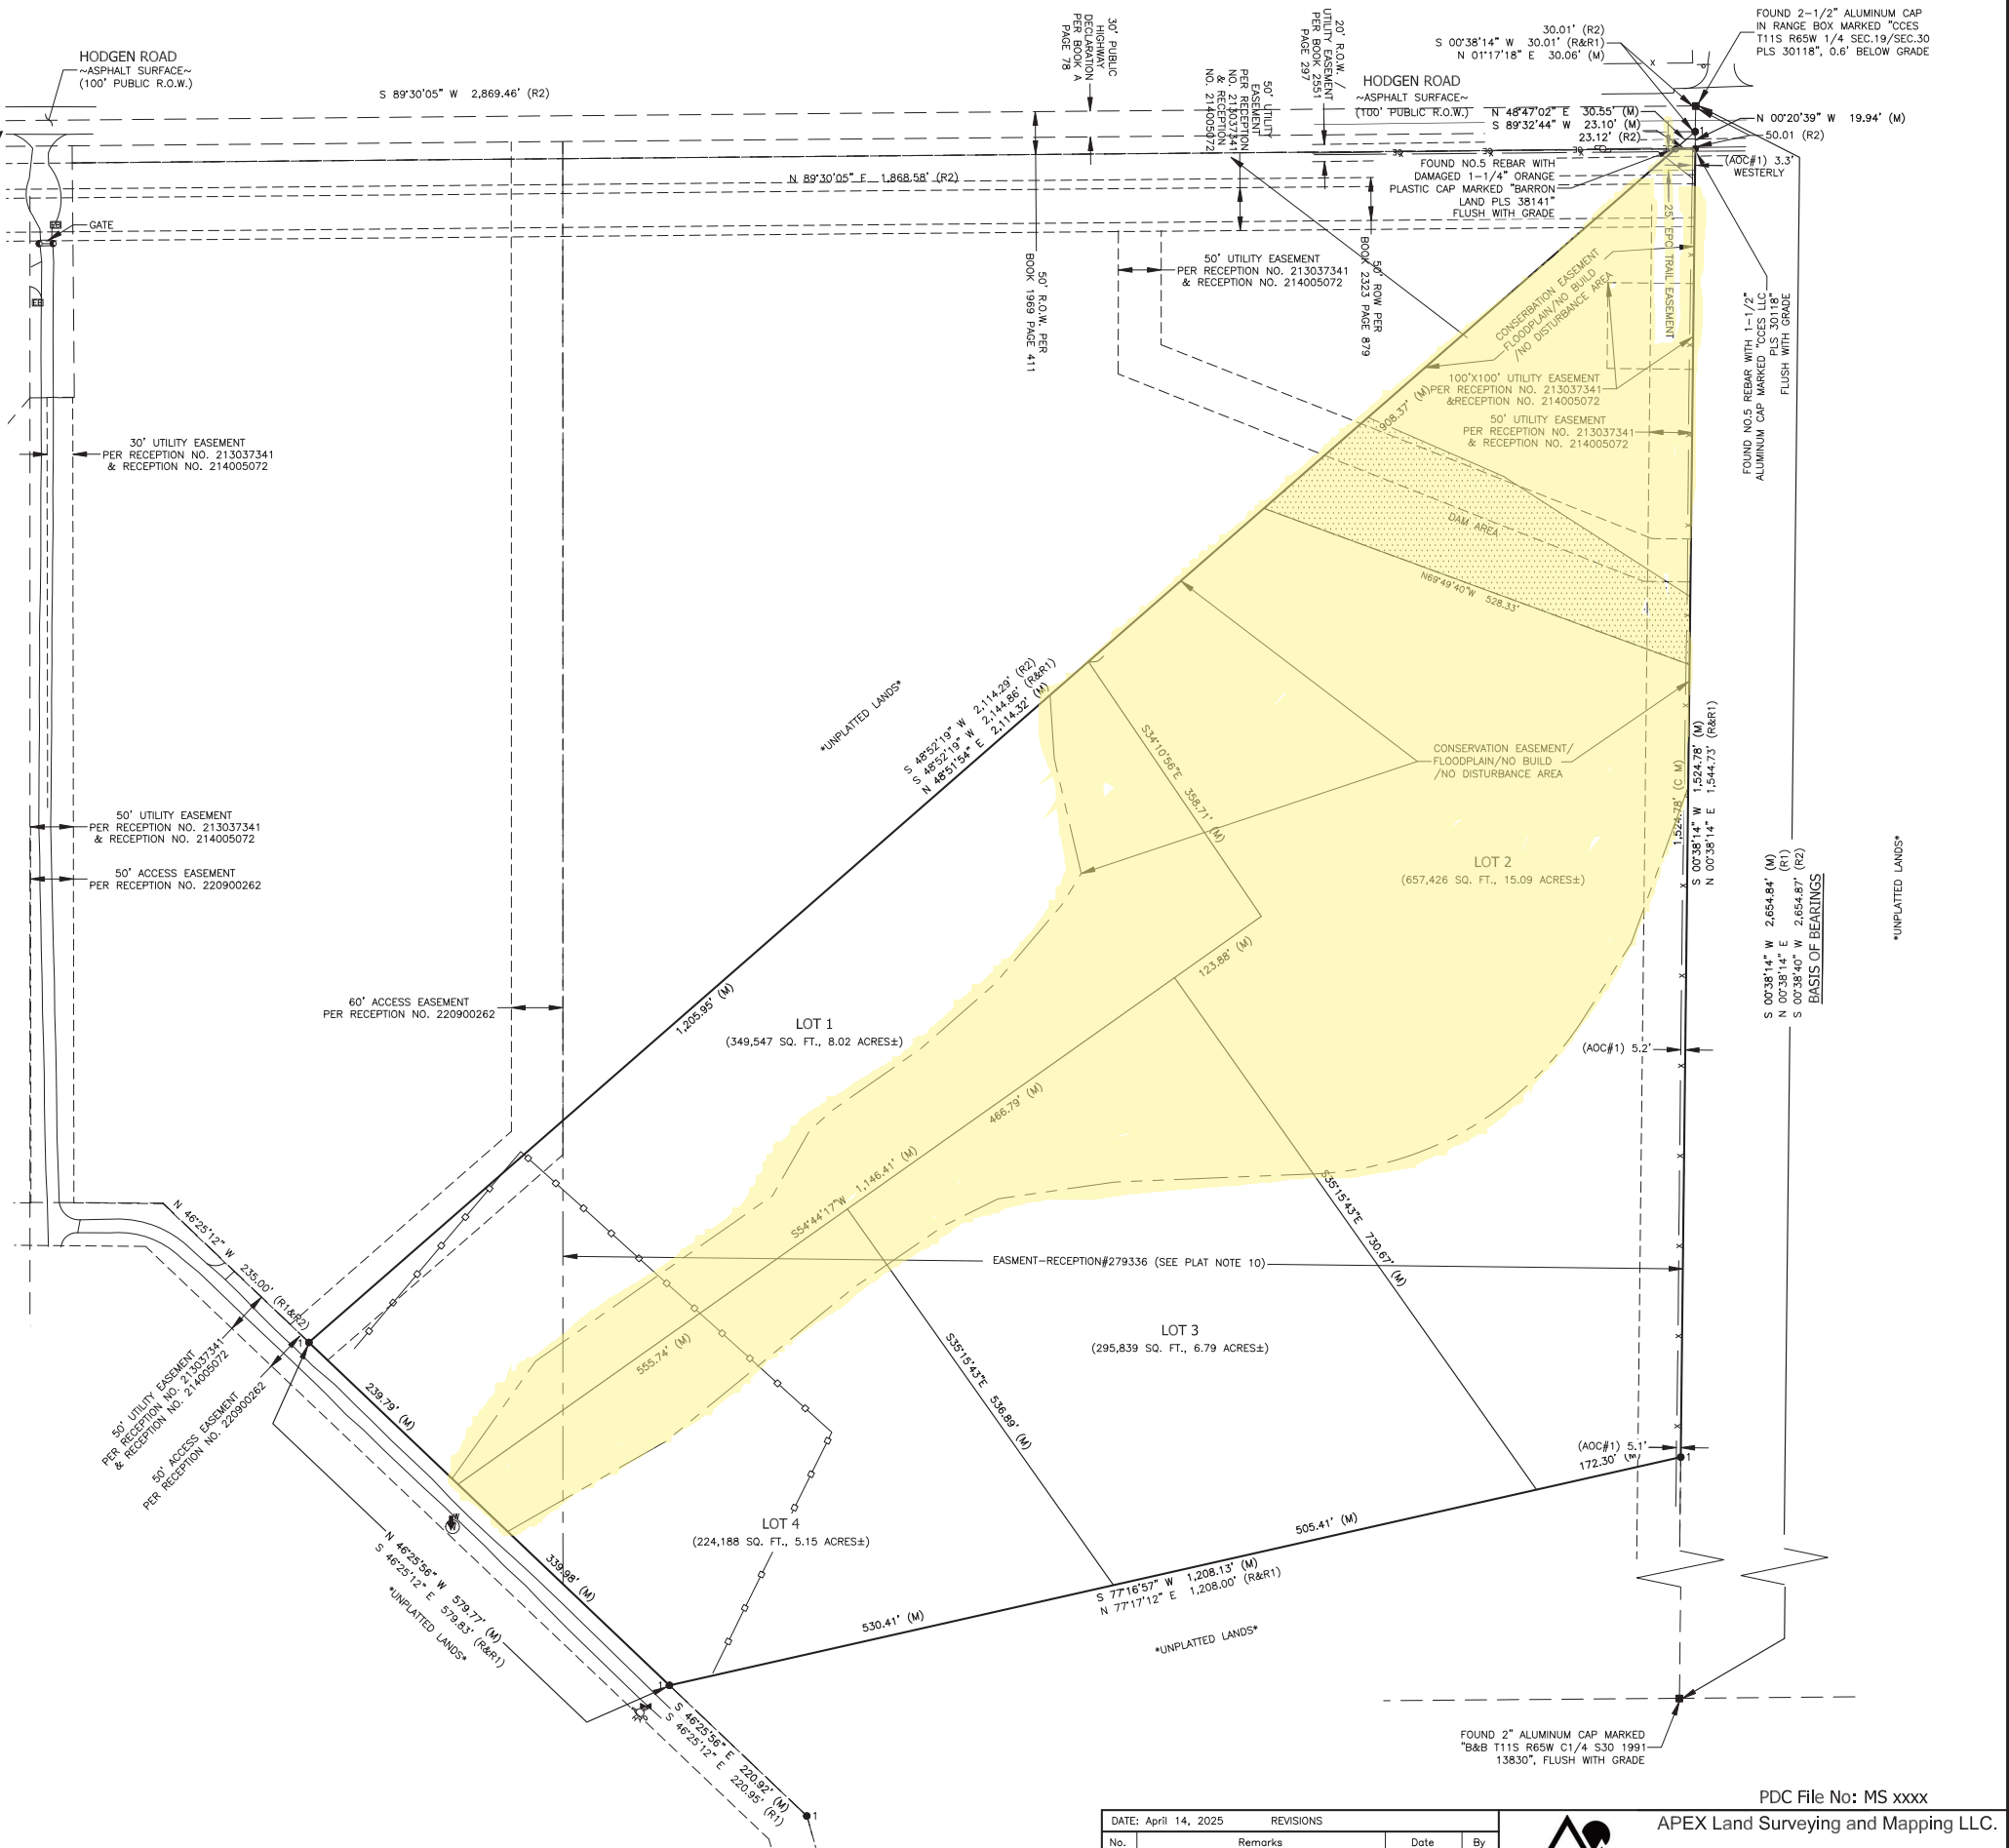 HODGEN ROAD
~ASPHALT SURFACE~
(100' PUBLIC R.O.W.)
S 89°30'05" W 2,869.46' (R2)
30' PUBLIC
HIGHWAY
DECLARATION
PER BOOK A
PAGE 78
50' UTILITY
EASEMENT
PER RECEPTION
NO. 213037341
& RECEPTION
NO. 214005072
20' R.O.W. /
UTILITY EASEMENT
PER BOOK 2551
PAGE 297
30.01' (R2)
S 00°38'14" W 30.01' (R&R1)
N 01°17'18" E 30.06' (M)
FOUND 2-1/2" ALUMINUM CAP
IN RANGE BOX MARKED "CCES
T11S R65W 1/4 SEC.19/SEC.30
PLS 30118", 0.6' BELOW GRADE
HODGEN ROAD
~ASPHALT SURFACE~
(100' PUBLIC R.O.W.)
N 48°47'02" E 30.55' (M)
S 89°32'44" W 23.10' (M)
23.12' (R2)
N 00°20'39" W 19.94' (M)
50.01 (R2)
(AOC#1) 3.3'
WESTERLY
FOUND NO.5 REBAR WITH
DAMAGED 1-1/4" ORANGE
PLASTIC CAP MARKED "BARRON
LAND PLS 38141"
FLUSH WITH GRADE
N 89°30'05" E 1,868.58' (R2)
GATE
50' R.O.W. PER
BOOK 1969 PAGE 411
50' UTILITY EASEMENT
PER RECEPTION NO. 213037341
& RECEPTION NO. 214005072
50' ROW PER
BOOK 2323 PAGE 879
CONSERBATION EASEMENT
FLOODPLAIN/NO BUILD
/NO DISTURBANCE AREA
25' EPC TRAIL EASEMENT
FOUND NO.5 REBAR WITH 1-1/2"
ALUMINUM CAP MARKED "CCES LLC
PLS 30118"
FLUSH WITH GRADE
100'X100' UTILITY EASEMENT
PER RECEPTION NO. 213037341
&RECEPTION NO. 214005072
908.37' (M)
50' UTILITY EASEMENT
PER RECEPTION NO. 213037341
& RECEPTION NO. 214005072
30' UTILITY EASEMENT
PER RECEPTION NO. 213037341
& RECEPTION NO. 214005072
DAM AREA
N69°49'40"W 528.33'
*UNPLATTED LANDS*
S 48°52'19" W 2,114.29' (R2)
S 48°52'19" W 2,144.86' (R&R1)
N 48°51'54" E 2,114.32' (M)
S34°10'56"E 358.71' (M)
CONSERVATION EASEMENT/
FLOODPLAIN/NO BUILD
/NO DISTURBANCE AREA
1,524.78' (C M)
S 00°38'14" W 1,524.78' (M)
N 00°38'14" E 1,544.73' (R&R1)
50' UTILITY EASEMENT
PER RECEPTION NO. 213037341
& RECEPTION NO. 214005072
50' ACCESS EASEMENT
PER RECEPTION NO. 220900262
LOT 2
(657,426 SQ. FT., 15.09 ACRES±)
S 00°38'14" W 2,654.84' (M)
N 00°38'14" E (R1)
S 00°38'40" W 2,654.87' (R2)
BASIS OF BEARINGS
*UNPLATTED LANDS*
60' ACCESS EASEMENT
PER RECEPTION NO. 220900262
1,205.95' (M)
LOT 1
(349,547 SQ. FT., 8.02 ACRES±)
123.88' (M)
(AOC#1) 5.2'
466.79' (M)
S54°44'17"W 1,146.41' (M)
S35°15'43"E 730.67' (M)
EASMENT-RECEPTION#279336 (SEE PLAT NOTE 10)
N 46°25'12" W 235.00' (R1&R2)
1
50' UTILITY EASEMENT
PER RECEPTION NO. 213037341
& RECEPTION NO. 214005072
50' ACCESS EASEMENT
PER RECEPTION NO. 220900262
239.79' (M)
555.74' (M)
S35°15'43"E 536.89' (M)
LOT 3
(295,839 SQ. FT., 6.79 ACRES±)
(AOC#1) 5.1'
172.30' (M)
1
LOT 4
(224,188 SQ. FT., 5.15 ACRES±)
505.41' (M)
339.98' (M)
N 46°25'56" W 579.77' (M)
S 46°25'12" E 579.83' (R&R1)
*UNPLATTED LANDS*
S 77°16'57" W 1,208.13' (M)
N 77°17'12" E 1,208.00' (R&R1)
530.41' (M)
*UNPLATTED LANDS*
1
S 46°25'56" E 220.92' (M)
S 46°25'12" E 220.95' (R1)
1
FOUND 2" ALUMINUM CAP MARKED
"B&B T11S R65W C1/4 S30 1991
13830", FLUSH WITH GRADE
PDC File No: MS xxxx
DATE: April 14, 2025 REVISIONS
No. Remarks Date By
APEX Land Surveying and Mapping LLC.